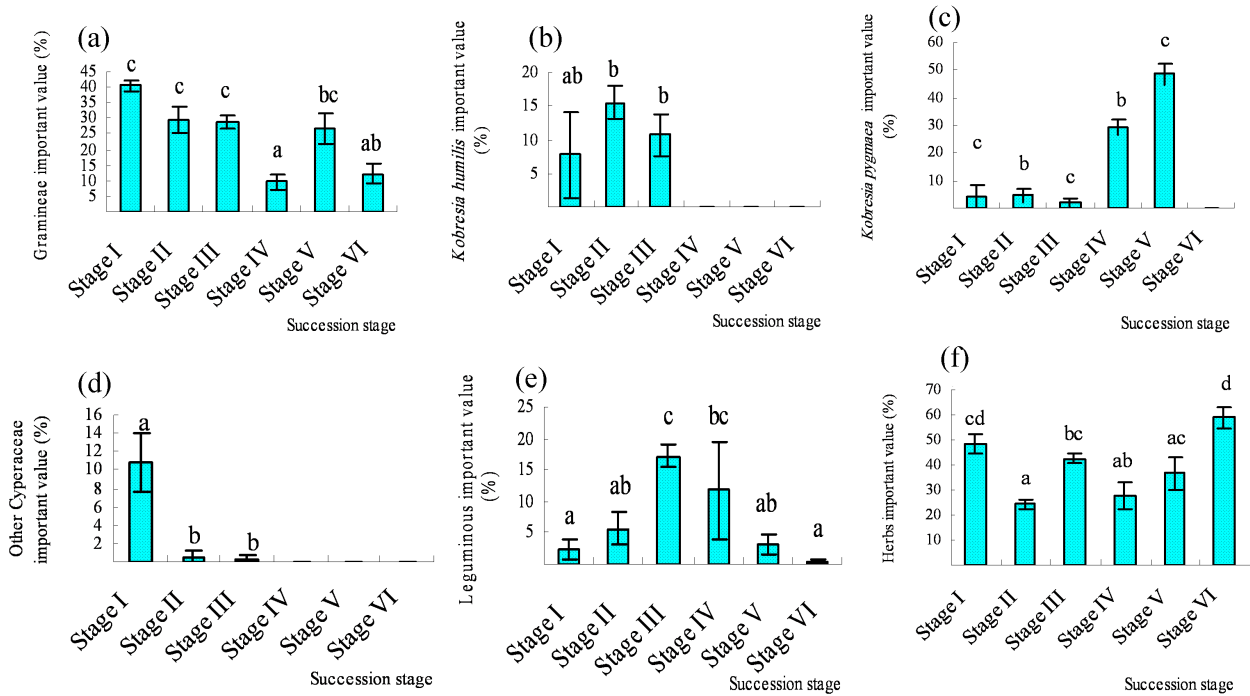 (a)
Gramineae important value (%)
45
40
35
30
25
20
15
10
5
c
c
c
a
bc
ab
Stage I
Stage II
Stage III
Stage IV
Stage V
Stage VI
Succession stage
(b)
Kobresia humilis important value
(%)
20
15
10
5
ab
b
b
Stage I
Stage II
Stage III
Stage IV
Stage V
Stage VI
Succession stage
(c)
Kobresia pygmaea important value
(%)
60
50
40
30
20
10
c
b
c
b
c
Stage I
Stage II
Stage III
Stage IV
Stage V
Stage VI
Succession stage
(d)
Other Cyperaceae
important value (%)
16
14
12
10
8
6
4
2
a
b
b
Stage I
Stage II
Stage III
Stage IV
Stage V
Stage VI
Succession stage
(e)
Leguminous important value
(%)
25
20
15
10
5
a
ab
c
bc
ab
a
Stage I
Stage II
Stage III
Stage IV
Stage V
Stage VI
Succession stage
(f)
Herbs important value (%)
70
60
50
40
30
20
10
cd
a
bc
ab
ac
d
Stage I
Stage II
Stage III
Stage IV
Stage V
Stage VI
Succession stage